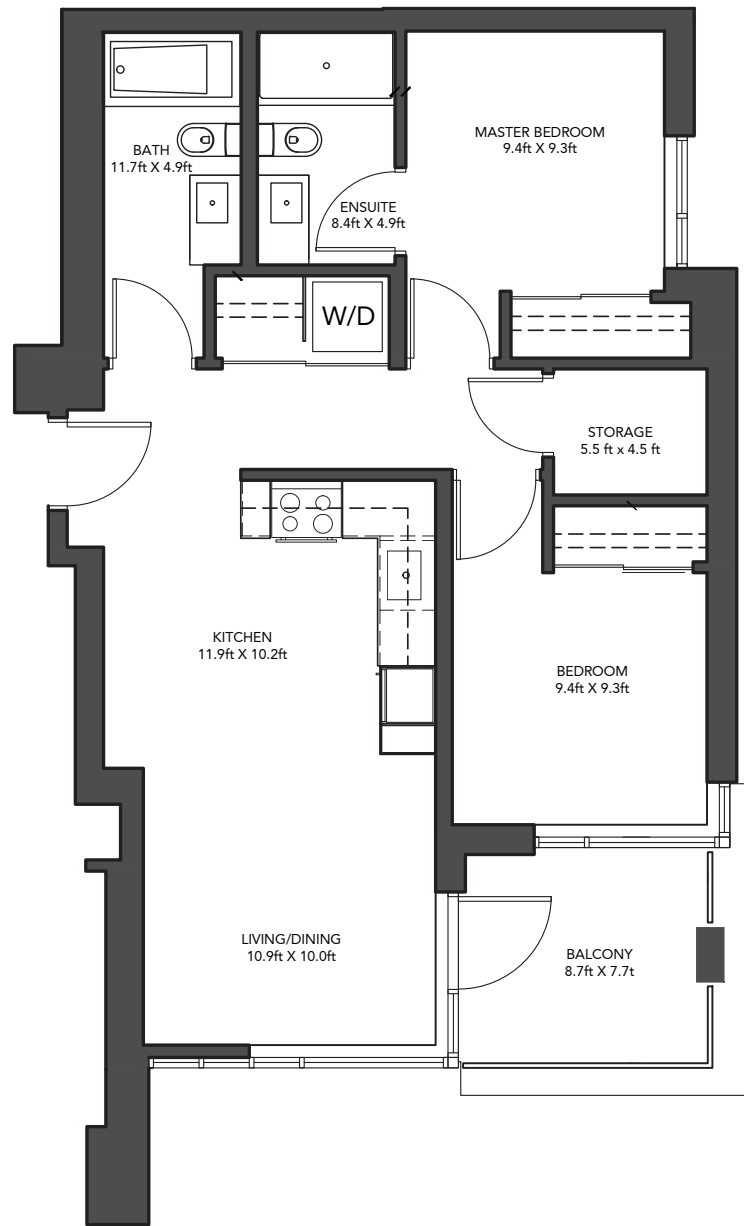 MASTER BEDROOM
9.4ft X 9.3ft
BATH
11.7ft X 4.9ft
ENSUITE
8.4ft X 4.9ft
W/D
STORAGE
5.5 ft x 4.5 ft
KITCHEN
11.9ft X 10.2ft
BEDROOM
9.4ft X 9.3ft
LIVING/DINING
10.9ft X 10.0ft
BALCONY
8.7ft X 7.7t